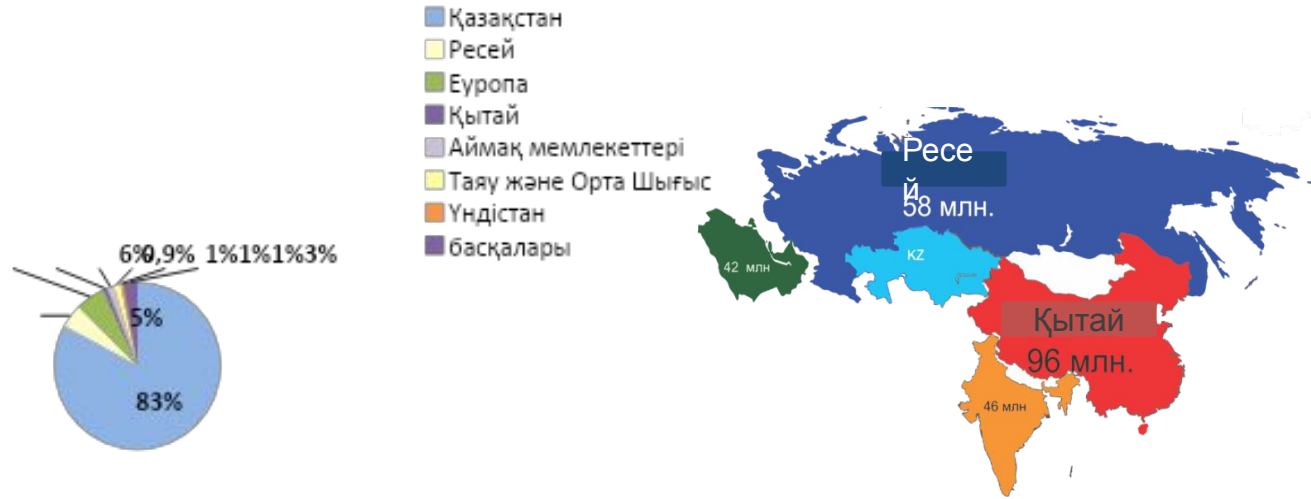 Қазақстан
Ресей
Еуропа
Қытай
Аймақ мемлекеттері
Таяу және Орта Шығыс
Үндістан
басқалары
6%0,9% 1%1%1%3%
5%
83%
Ресе
й
58 млн.
KZ
42 млн
Қытай
96 млн.
46 млн